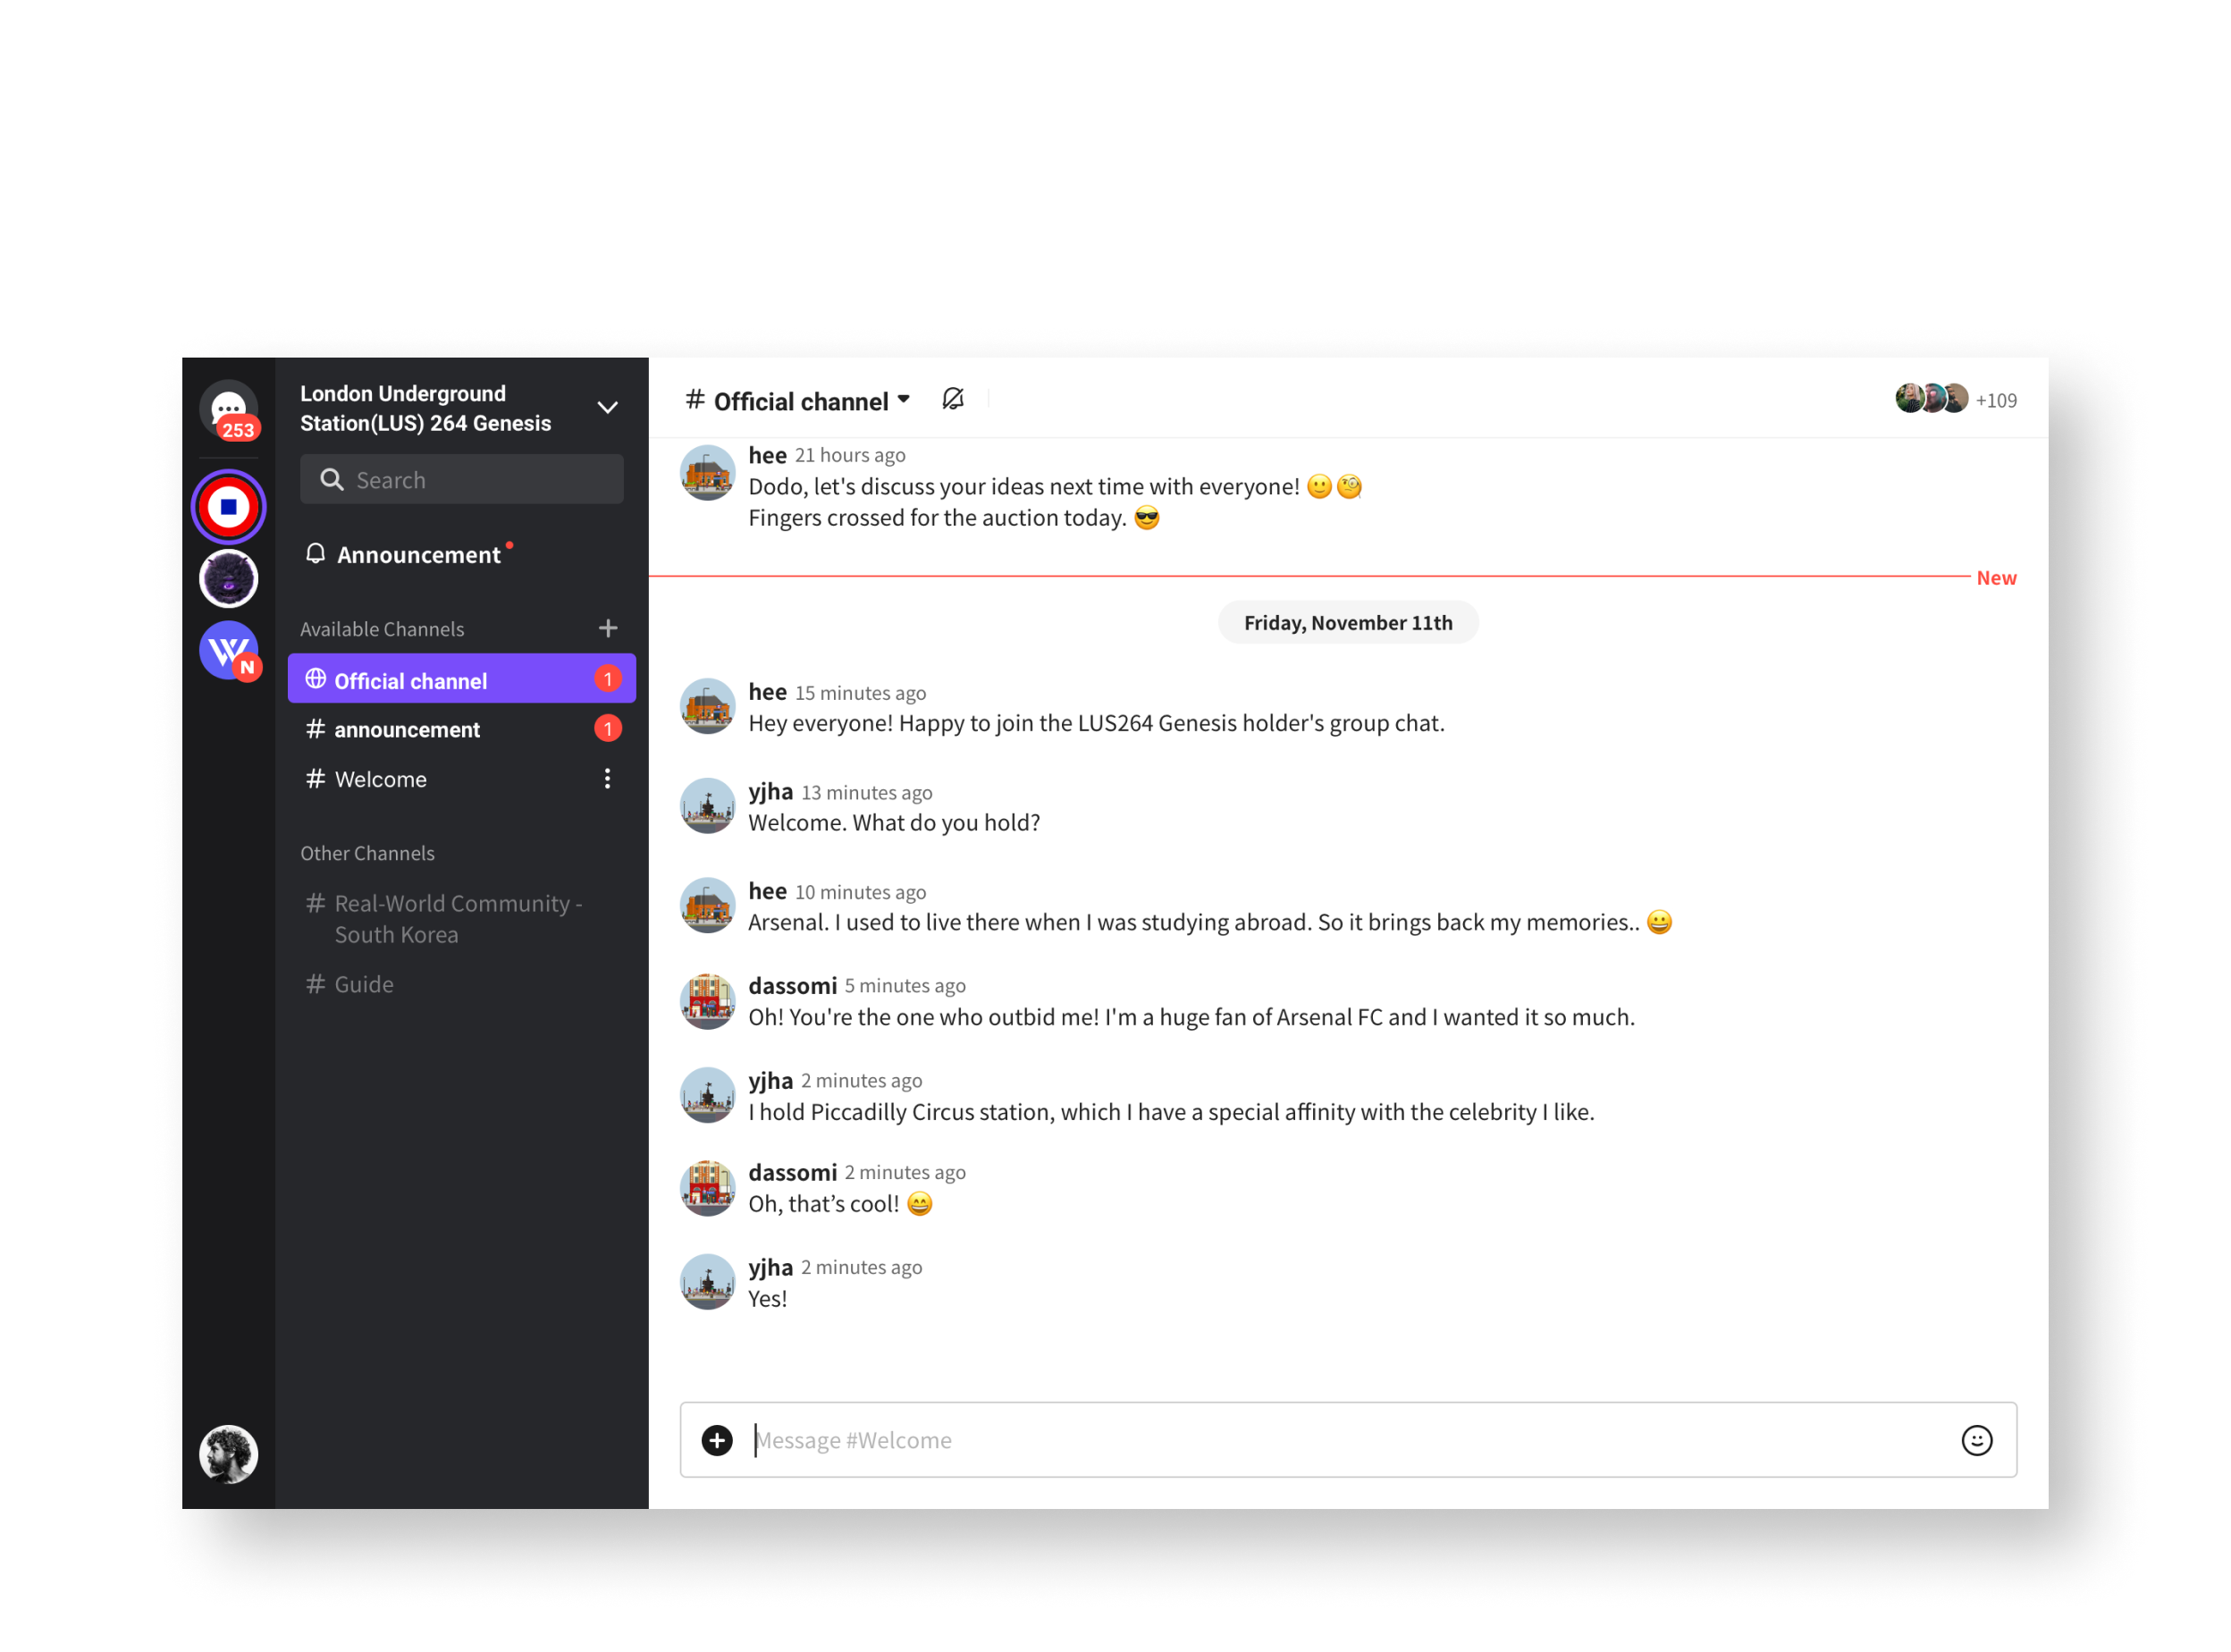 253
N
London Underground
Station(LUS) 264 Genesis
Search
Announcement
Available Channels
Official channel 1
# announcement 1
# Welcome
Other Channels
# Real-World Community -
South Korea
# Guide
# Official channel
+109
hee 21 hours ago
Dodo, let's discuss your ideas next time with everyone! 🙂🧐
Fingers crossed for the auction today. 😎
New
Friday, November 11th
hee 15 minutes ago
Hey everyone! Happy to join the LUS264 Genesis holder's group chat.
yjha 13 minutes ago
Welcome. What do you hold?
hee 10 minutes ago
Arsenal. I used to live there when I was studying abroad. So it brings back my memories.. 😀
dassomi 5 minutes ago
Oh! You're the one who outbid me! I'm a huge fan of Arsenal FC and I wanted it so much.
yjha 2 minutes ago
I hold Piccadilly Circus station, which I have a special affinity with the celebrity I like.
dassomi 2 minutes ago
Oh, that’s cool! 😄
yjha 2 minutes ago
Yes!
Message #Welcome